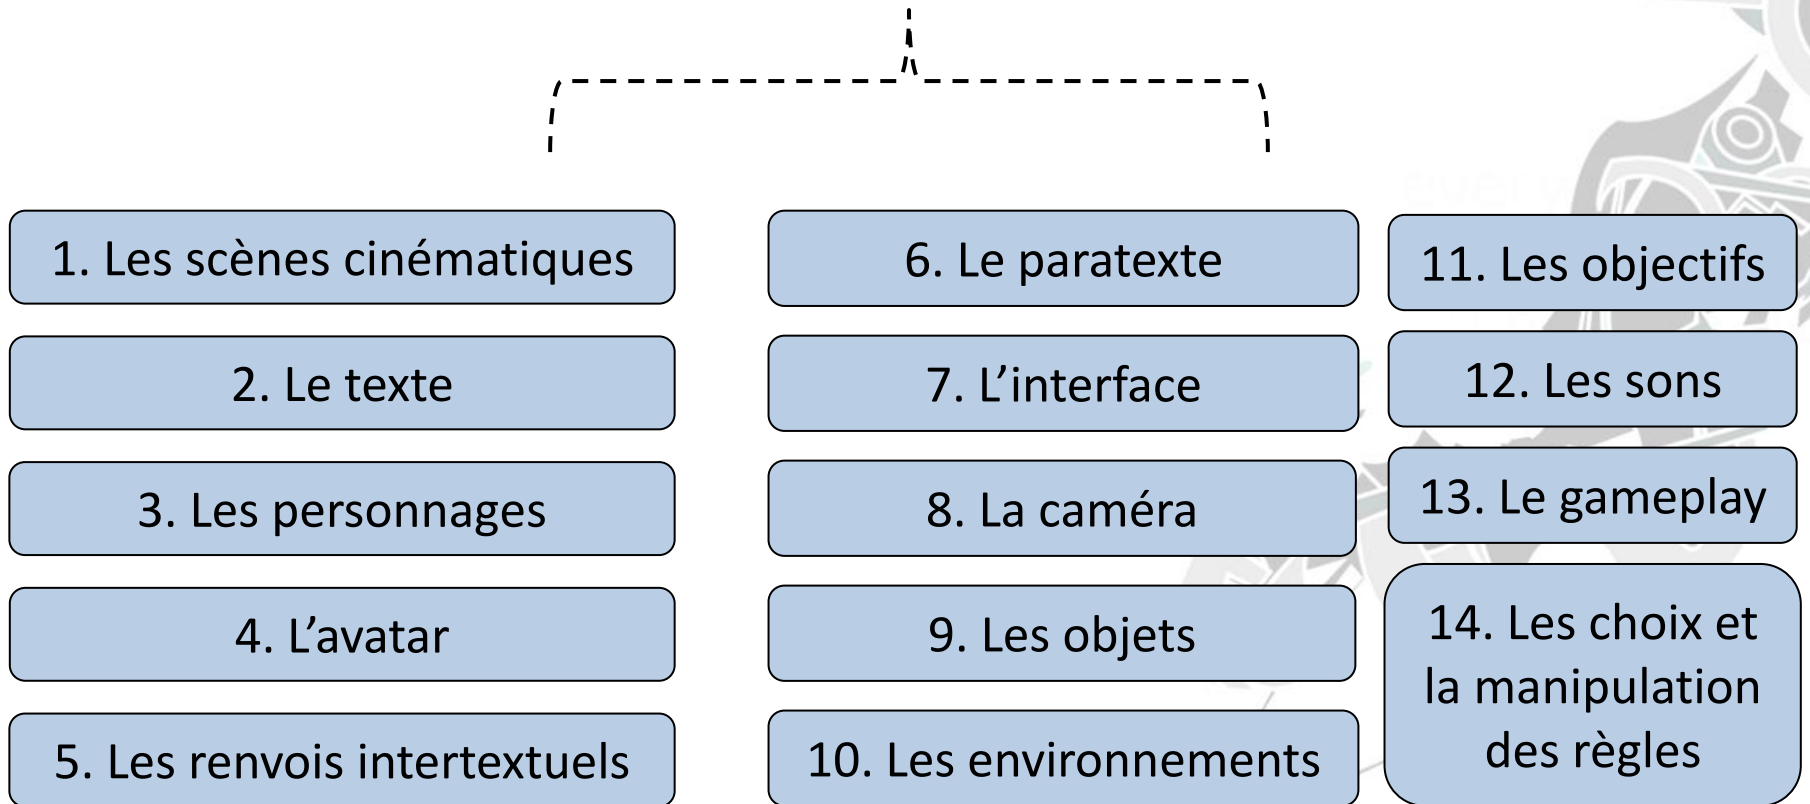 1. Les scènes cinématiques
2. Le texte
3. Les personnages
4. L’avatar
5. Les renvois intertextuels
6. Le paratexte
7. L’interface
8. La caméra
9. Les objets
10. Les environnements
11. Les objectifs
12. Les sons
13. Le gameplay
14. Les choix et
la manipulation
des règles